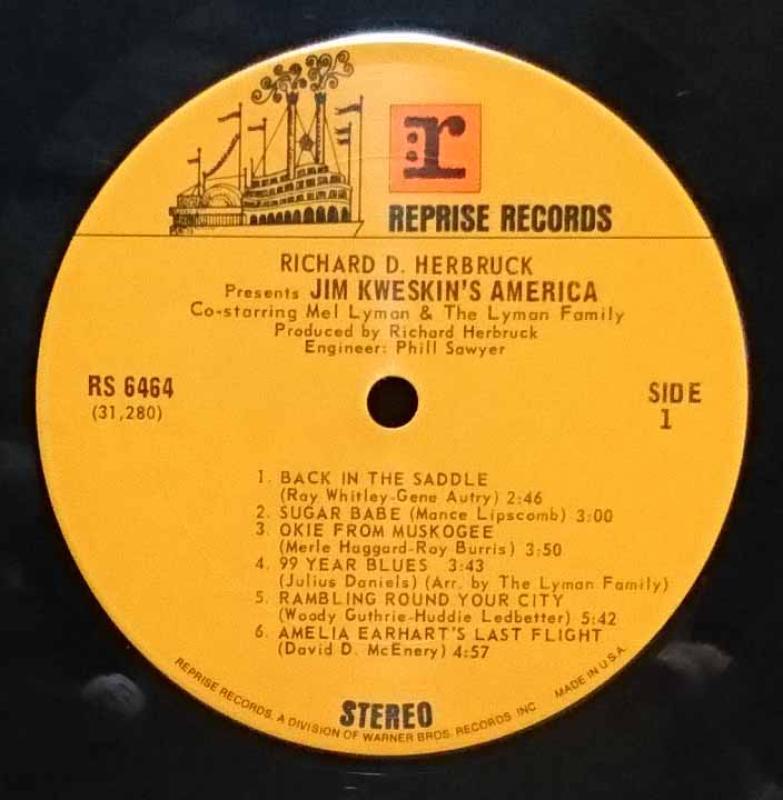 r:
REPRISE RECORDS
RICHARD D. HERBRUCK
Presents JIM KWESKIN'S AMERICA
Co-starring Mel Lyman & The Lyman Family
Produced by Richard Herbruck
Engineer: Phill Sawyer
RS 6464
(31,280)
SIDE
1
1. BACK IN THE SADDLE
(Ray Whitley-Gene Autry) 2:46
2. SUGAR BABE (Mance Lipscomb) 3:00
3. OKIE FROM MUSKOGEE
(Merle Haggard-Roy Burris) 3:50
4. 99 YEAR BLUES 3:43
(Julius Daniels) (Arr. by The Lyman Family)
5. RAMBLING ROUND YOUR CITY
(Woody Guthrie-Huddie Ledbetter) 5:42
6. AMELIA EARHART'S LAST FLIGHT
(David D. McEnery) 4:57
STEREO
REPRISE RECORDS, A DIVISION OF WARNER BROS. RECORDS, INC. MADE IN U.S.A.